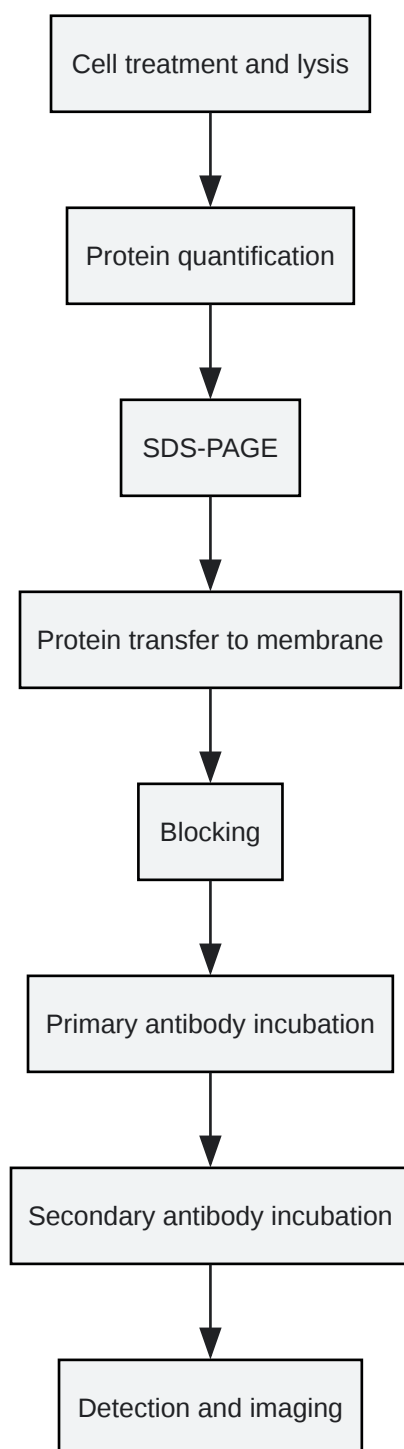 Cell treatment and lysis
Protein quantification
SDS-PAGE
Protein transfer to membrane
Blocking
Primary antibody incubation
Secondary antibody incubation
Detection and imaging